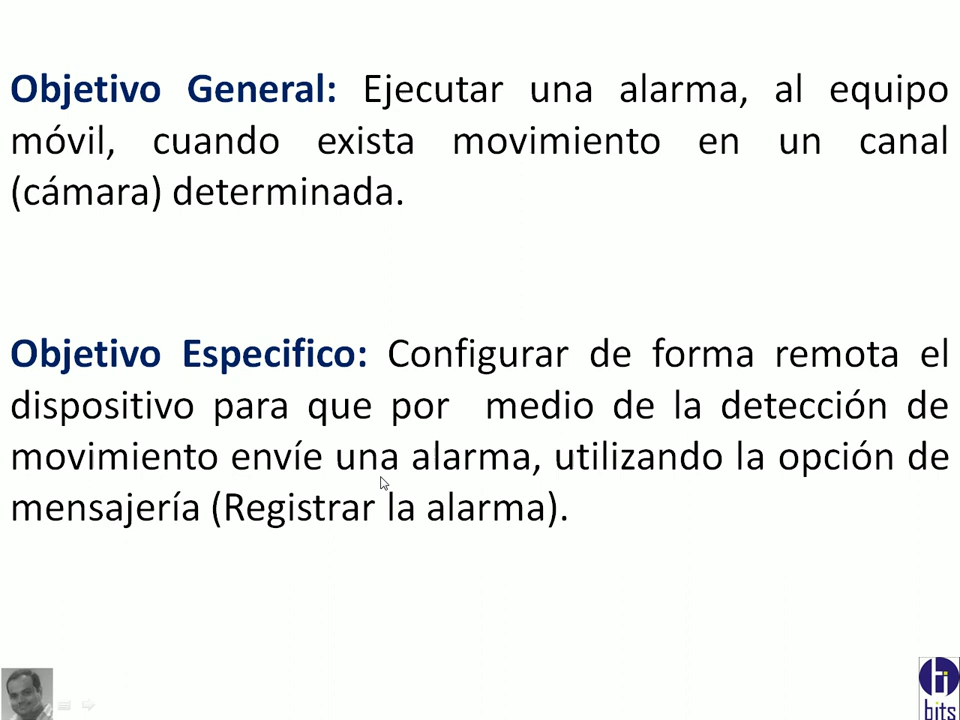 Objetivo General: Ejecutar una alarma, al equipo
móvil, cuando exista movimiento en un canal
(cámara) determinada.
Objetivo Especifico: Configurar de forma remota el
dispositivo para que por medio de la detección de
movimiento envíe una alarma, utilizando la opción de
mensajería (Registrar la alarma).
bits